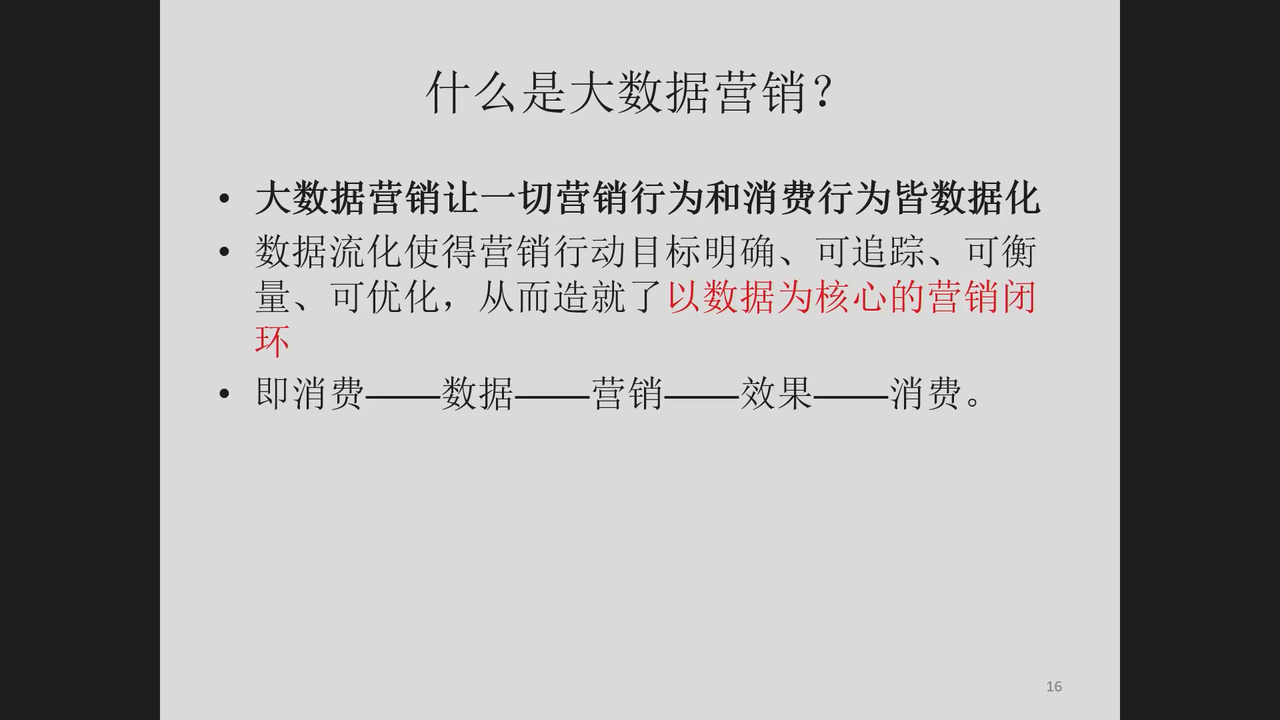 什么是大数据营销？
• 大数据营销让一切营销行为和消费行为皆数据化
• 数据流化使得营销行动目标明确、可追踪、可衡
量、可优化，从而造就了以数据为核心的营销闭
环
• 即消费——数据——营销——效果——消费。
16